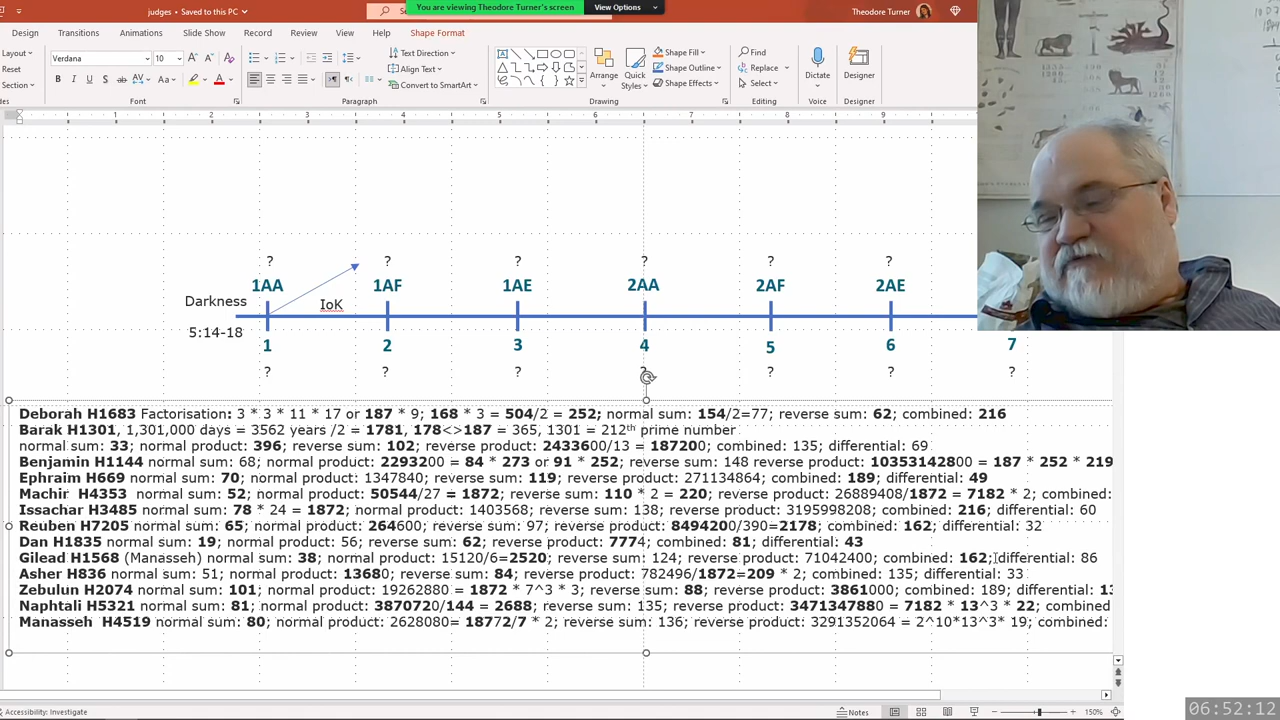 judges • Saved to this PC
You are viewing Theodore Turner's screen
View Options
Theodore Turner
Design Transitions Animations Slide Show Record Review View Help Shape Format
Layout
Reset
Section
Verdana 10
Font
Text Direction
Align Text
Convert to SmartArt
Paragraph
Arrange
Quick Styles
Shape Fill
Shape Outline
Shape Effects
Drawing
Find
Replace
Select
Editing
Dictate
Voice
Designer
Designer
1 2 3 4 5 6 7 8 9
? ? ? ? ? ?
1AA 1AF 1AE 2AA 2AF 2AE
Darkness
IoK
5:14-18
1 2 3 4 5 6 7
? ? ? ? ? ? ?
Deborah H1683 Factorisation: 3 * 3 * 11 * 17 or 187 * 9; 168 * 3 = 504/2 = 252; normal sum: 154/2=77; reverse sum: 62; combined: 216
Barak H1301, 1,301,000 days = 3562 years /2 = 1781, 178<>187 = 365, 1301 = 212th prime number
normal sum: 33; normal product: 396; reverse sum: 102; reverse product: 2433600/13 = 187200; combined: 135; differential: 69
Benjamin H1144 normal sum: 68; normal product: 2293200 = 84 * 273 or 91 * 252; reverse sum: 148 reverse product: 10353142800 = 187 * 252 * 219
Ephraim H669 normal sum: 70; normal product: 1347840; reverse sum: 119; reverse product: 271134864; combined: 189; differential: 49
Machir H4353 normal sum: 52; normal product: 50544/27 = 1872; reverse sum: 110 * 2 = 220; reverse product: 26889408/1872 = 7182 * 2; combined:
Issachar H3485 78 * 24 = 1872; normal product: 1403568; reverse sum: 138; reverse product: 3195998208; combined: 216; differential: 60
Reuben H7205 normal sum: 65; normal product: 264600; reverse sum: 97; reverse product: 8494200/390=2178; combined: 162; differential: 32
Dan H1835 normal sum: 19; normal product: 56; reverse sum: 62; reverse product: 7774; combined: 81; differential: 43
Gilead H1568 (Manasseh) normal sum: 38; normal product: 15120/6=2520; reverse sum: 124; reverse product: 71042400; combined: 162; differential: 86
Asher H836 normal sum: 51; normal product: 13680; reverse sum: 84; reverse product: 782496/1872=209 * 2; combined: 135; differential: 33
Zebulun H2074 normal sum: 101; normal product: 19262880 = 1872 * 7^3 * 3; reverse sum: 88; reverse product: 3861000; combined: 189; differential: 13
Naphtali H5321 normal sum: 81; normal product: 3870720/144 = 2688; reverse sum: 135; reverse product: 3471347880 = 7182 * 13^3 * 22; combined
Manasseh H4519 normal sum: 80; normal product: 2628080= 18772/7 * 2; reverse sum: 136; reverse product: 3291352064 = 2^10*13^3* 19; combined:
Accessibility: Investigate
Notes
150%
06:52:12